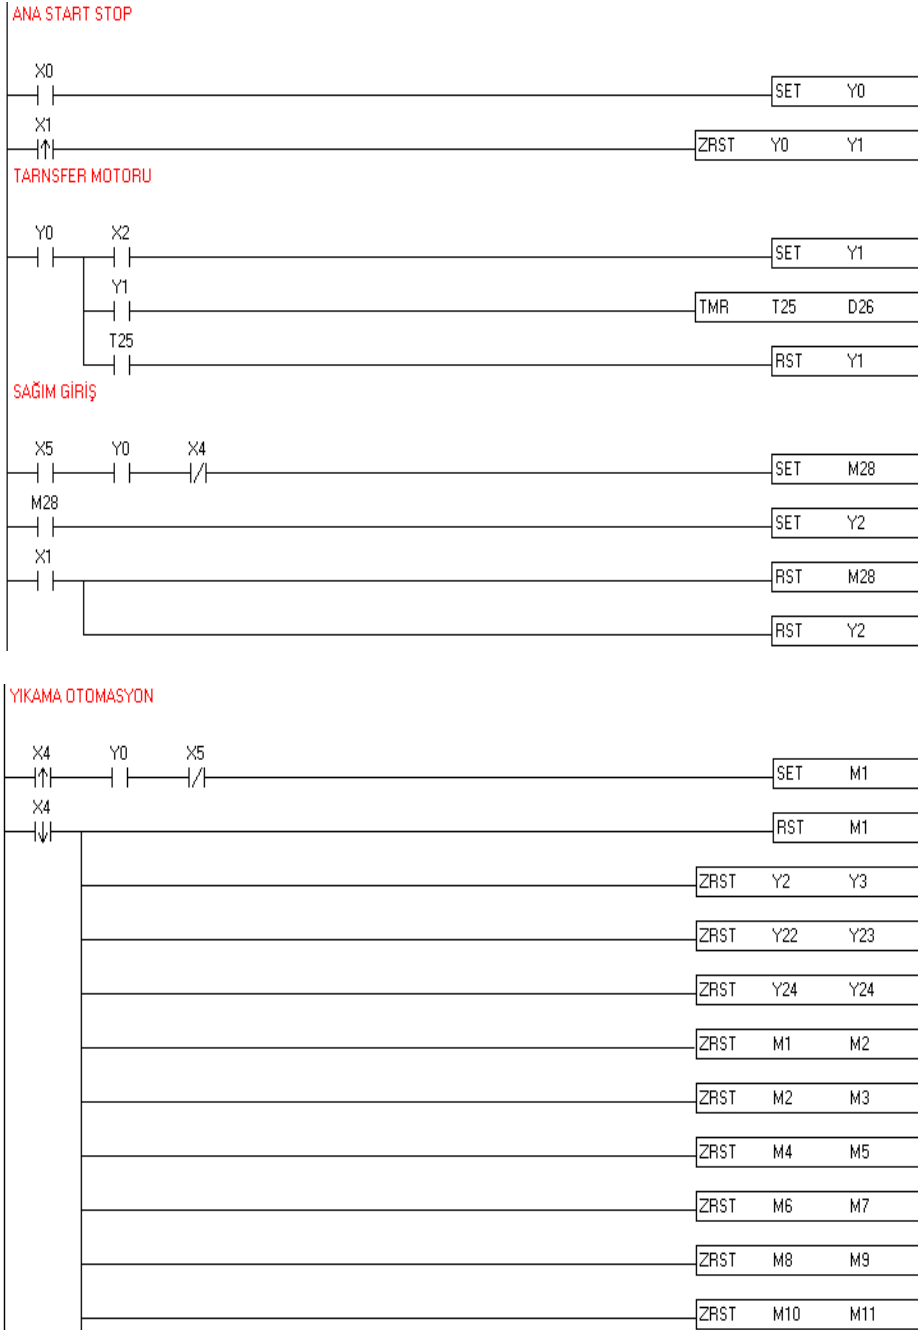 ANA START STOP
X0
SET Y0
X1
ZRST Y0 Y1
TARNSFER MOTORU
Y0 X2
SET Y1
Y1
TMR T25 D26
T25
RST Y1
SAĞIM GİRİŞ
X5 Y0 X4
SET M28
M28
SET Y2
X1
RST M28
RST Y2
YIKAMA OTOMASYON
X4 Y0 X5
SET M1
X4
RST M1
ZRST Y2 Y3
ZRST Y22 Y23
ZRST Y24 Y24
ZRST M1 M2
ZRST M2 M3
ZRST M4 M5
ZRST M6 M7
ZRST M8 M9
ZRST M10 M11